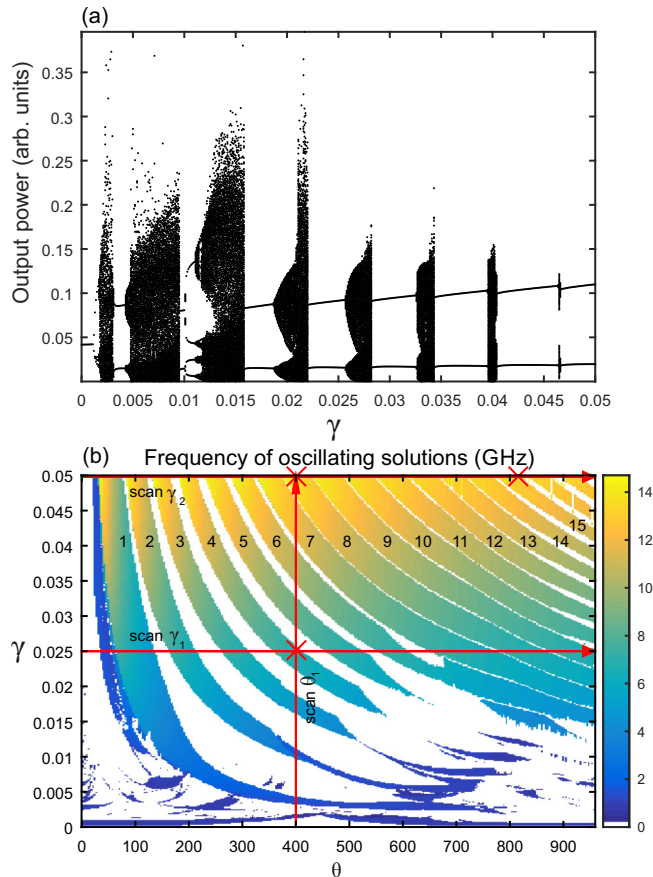 (a)
Output power (arb. units)
0.35
0.3
0.25
0.2
0.15
0.1
0.05
0 0.005 0.01 0.015 0.02 0.025 0.03 0.035 0.04 0.045 0.05
γ
(b) Frequency of oscillating solutions (GHz)
γ
0.05
0.045
0.04
0.035
0.03
0.025
0.02
0.015
0.01
0.005
0
scan γ2
1 2 3 4 5 6 7 8 9 10 11 12 13 14 15
scan γ1
scan θ1
0 100 200 300 400 500 600 700 800 900
θ
14
12
10
8
6
4
2
0